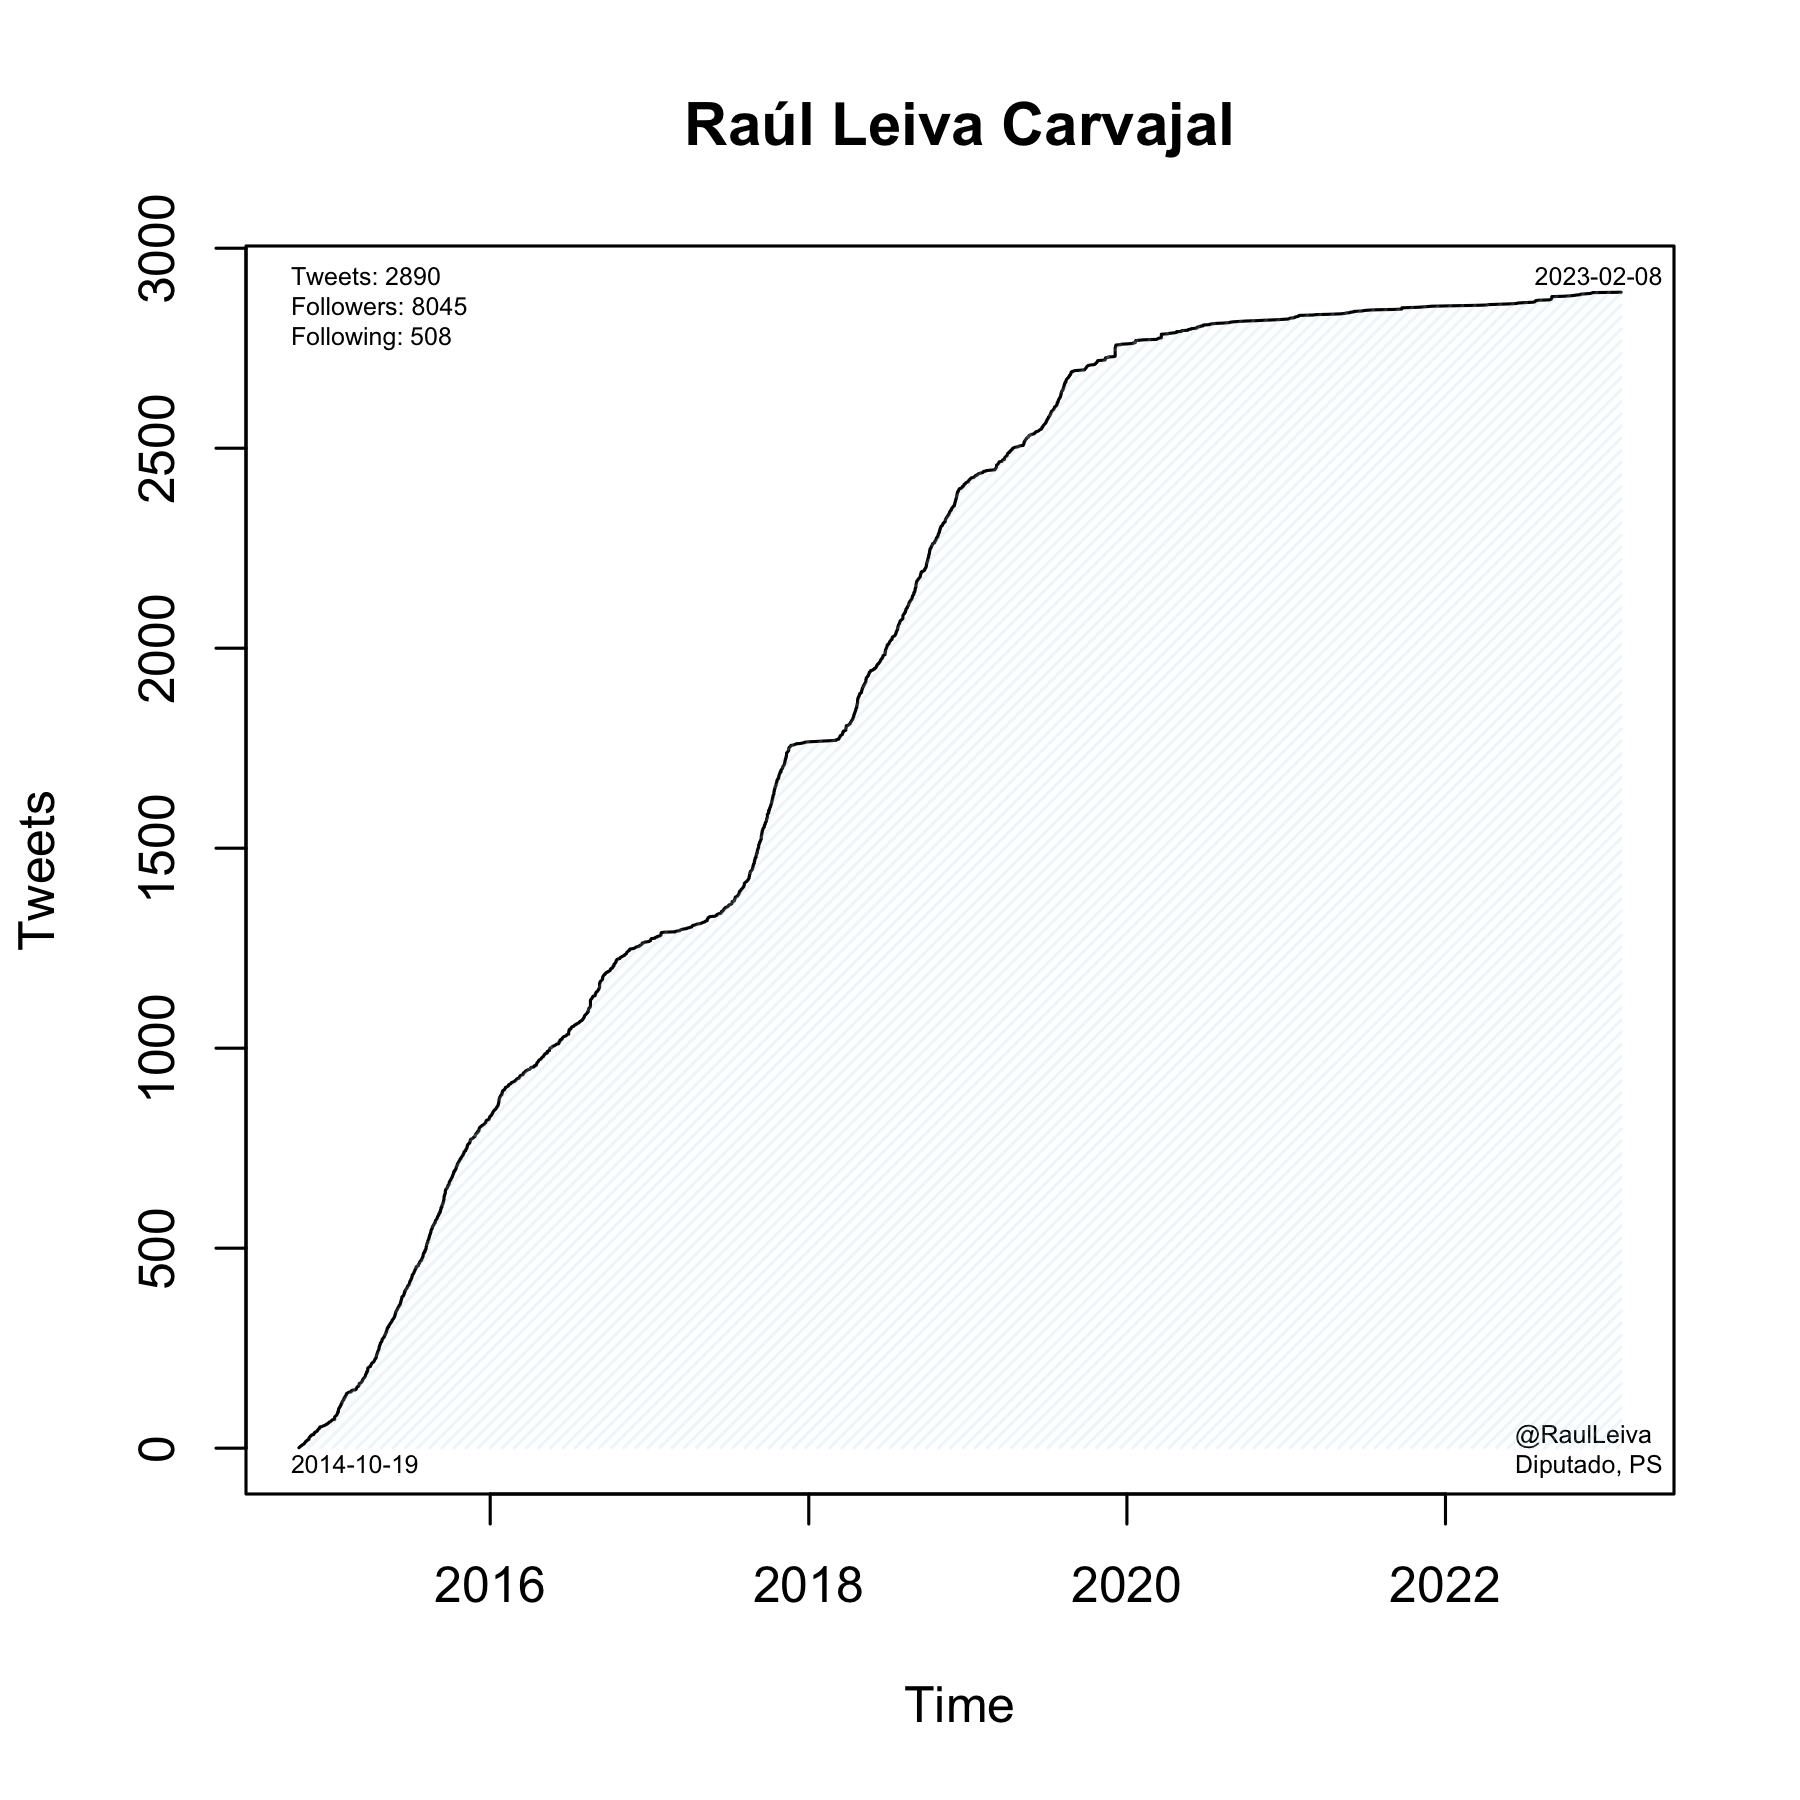 Raúl Leiva Carvajal
Tweets: 2890
Followers: 8045
Following: 508
2023-02-08
3000
2500
2000
1500
1000
500
0
Tweets
2014-10-19
@RaulLeiva
Diputado, PS
2016 2018 2020 2022
Time